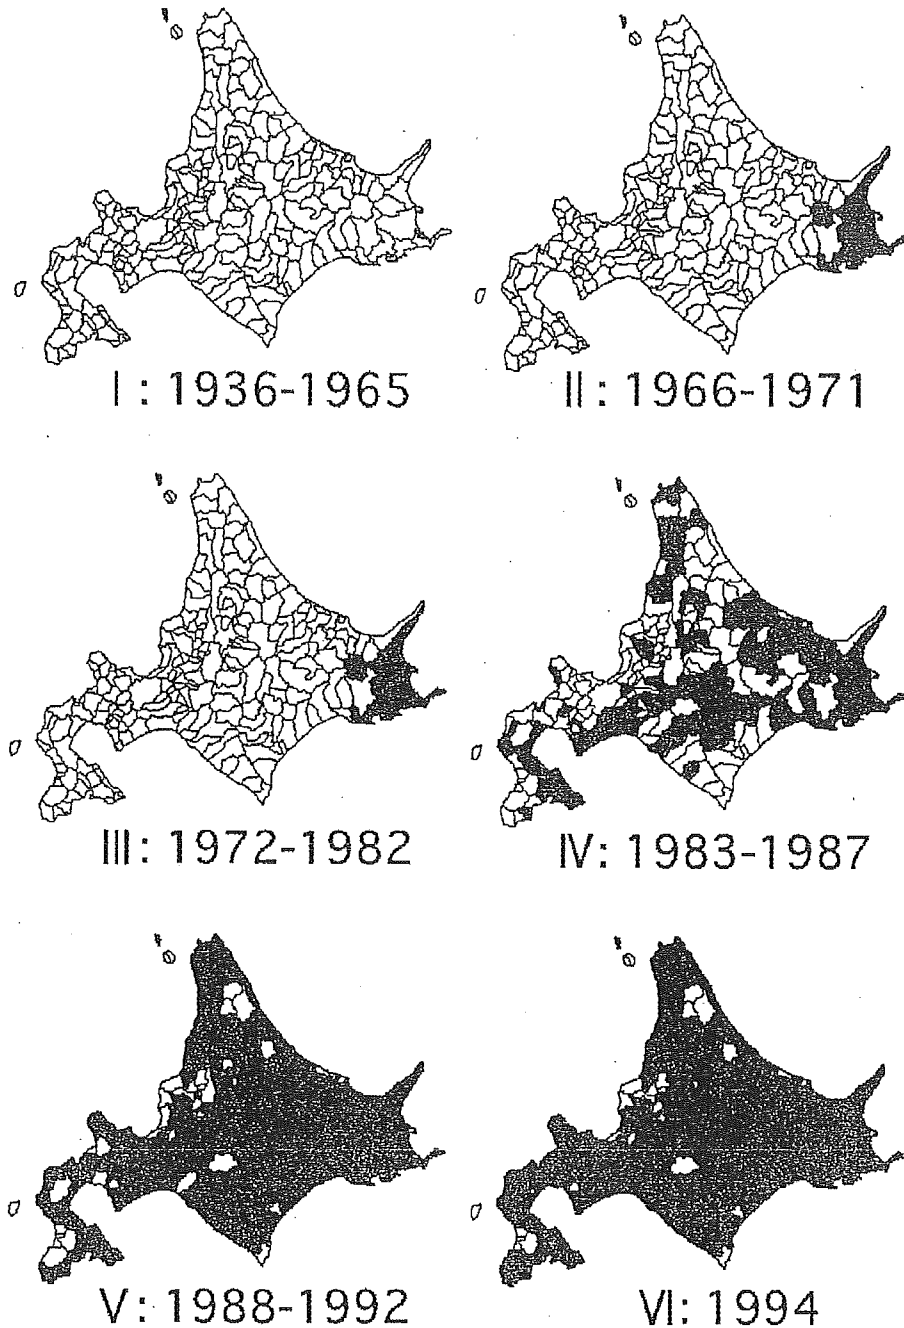 I : 1936-1965
II : 1966-1971
III : 1972-1982
IV : 1983-1987
V : 1988-1992
VI : 1994